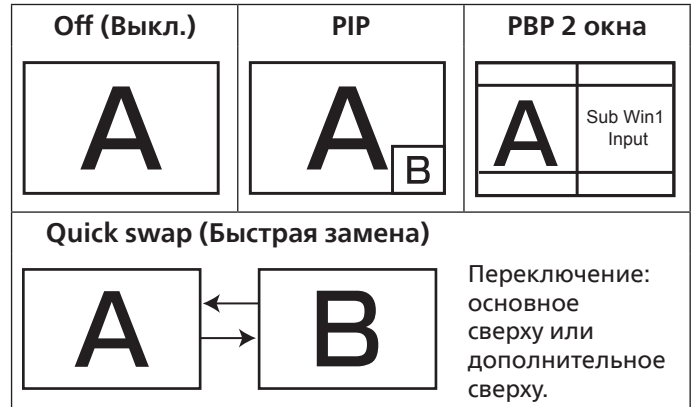 Off (Выкл.)
PIP
PBP 2 окна
A
A
B
A
Sub Win1
Input
Quick swap (Быстрая замена)
A
B
Переключение:
основное
сверху или
дополнительное
сверху.